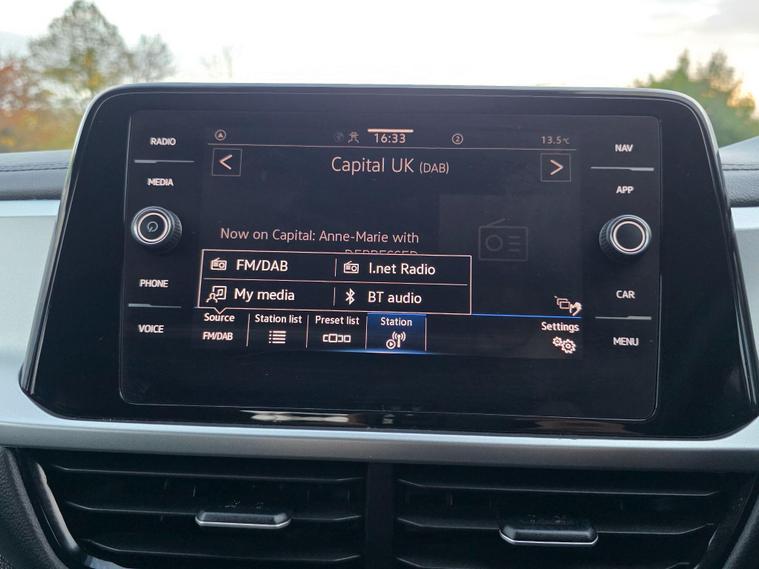 RADIO
MEDIA
PHONE
VOICE
16:33
2
13.5°C
< Capital UK (DAB) >
Now on Capital: Anne-Marie with
DEPRESSED
FM/DAB
I.net Radio
My media
BT audio
Source
FM/DAB
Station list
Preset list
Station
Settings
NAV
APP
CAR
MENU